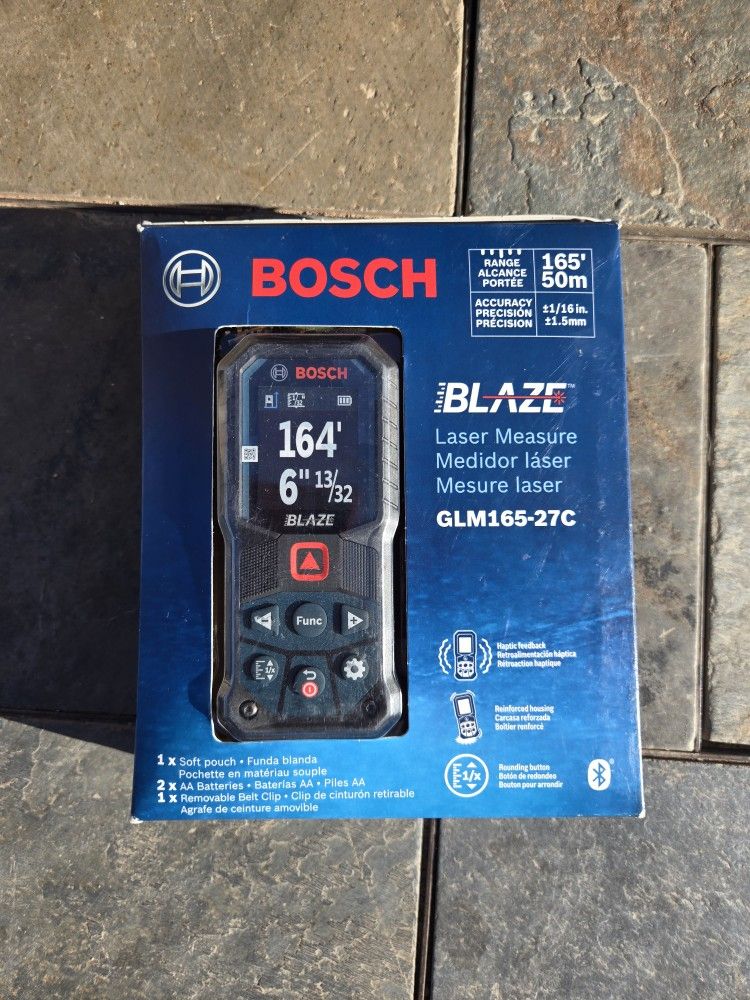 BOSCH
RANGE
ALCANCE
PORTÉE
165'
50m
ACCURACY
PRECISIÓN
PRÉCISION
±1/16 in.
±1.5mm
BOSCH
164'
6" 13/32
BLAZE
Func
1/x
BLAZE™
Laser Measure
Medidor láser
Mesure laser
GLM165-27C
Haptic feedback
Retroalimentación háptica
Rétroaction haptique
Reinforced housing
Carcasa reforzada
Boîtier renforcé
1/x
Rounding button
Botón de redondeo
Bouton pour arrondir
1 x Soft pouch • Funda blanda
Pochette en matériau souple
2 x AA Batteries • Baterías AA • Piles AA
1 x Removable Belt Clip • Clip de cinturón retirable
Agrafe de ceinture amovible